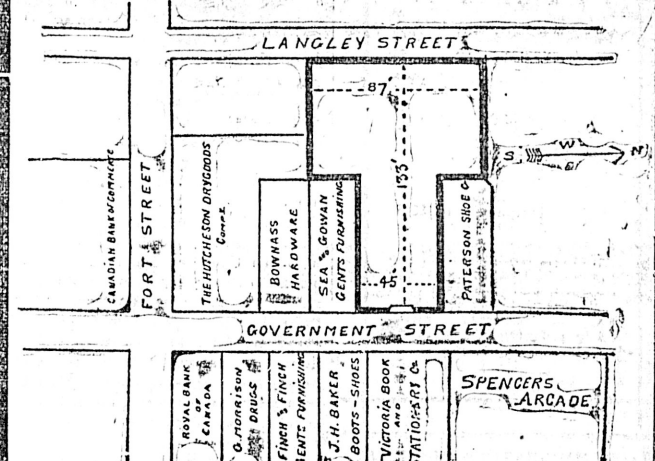 LANGLEY STREET
87'
133'
S
W
E
N
CANADIAN BANK OF COMMERCE
FORT STREET
THE HUTCHESON DRYGOODS
COMPY.
BOWNASS
HARDWARE
SEA & GOWAN
GENTS FURNISHING
45'
PATERSON SHOE Co
GOVERNMENT STREET
ROYAL BANK
OF
CANADA
G. MORRISON
DRUGS
FINCH & FINCH
GENTS FURNISHING
J.H. BAKER
BOOTS - SHOES
VICTORIA BOOK
AND
STATIONERY Co
SPENCERS
ARCADE